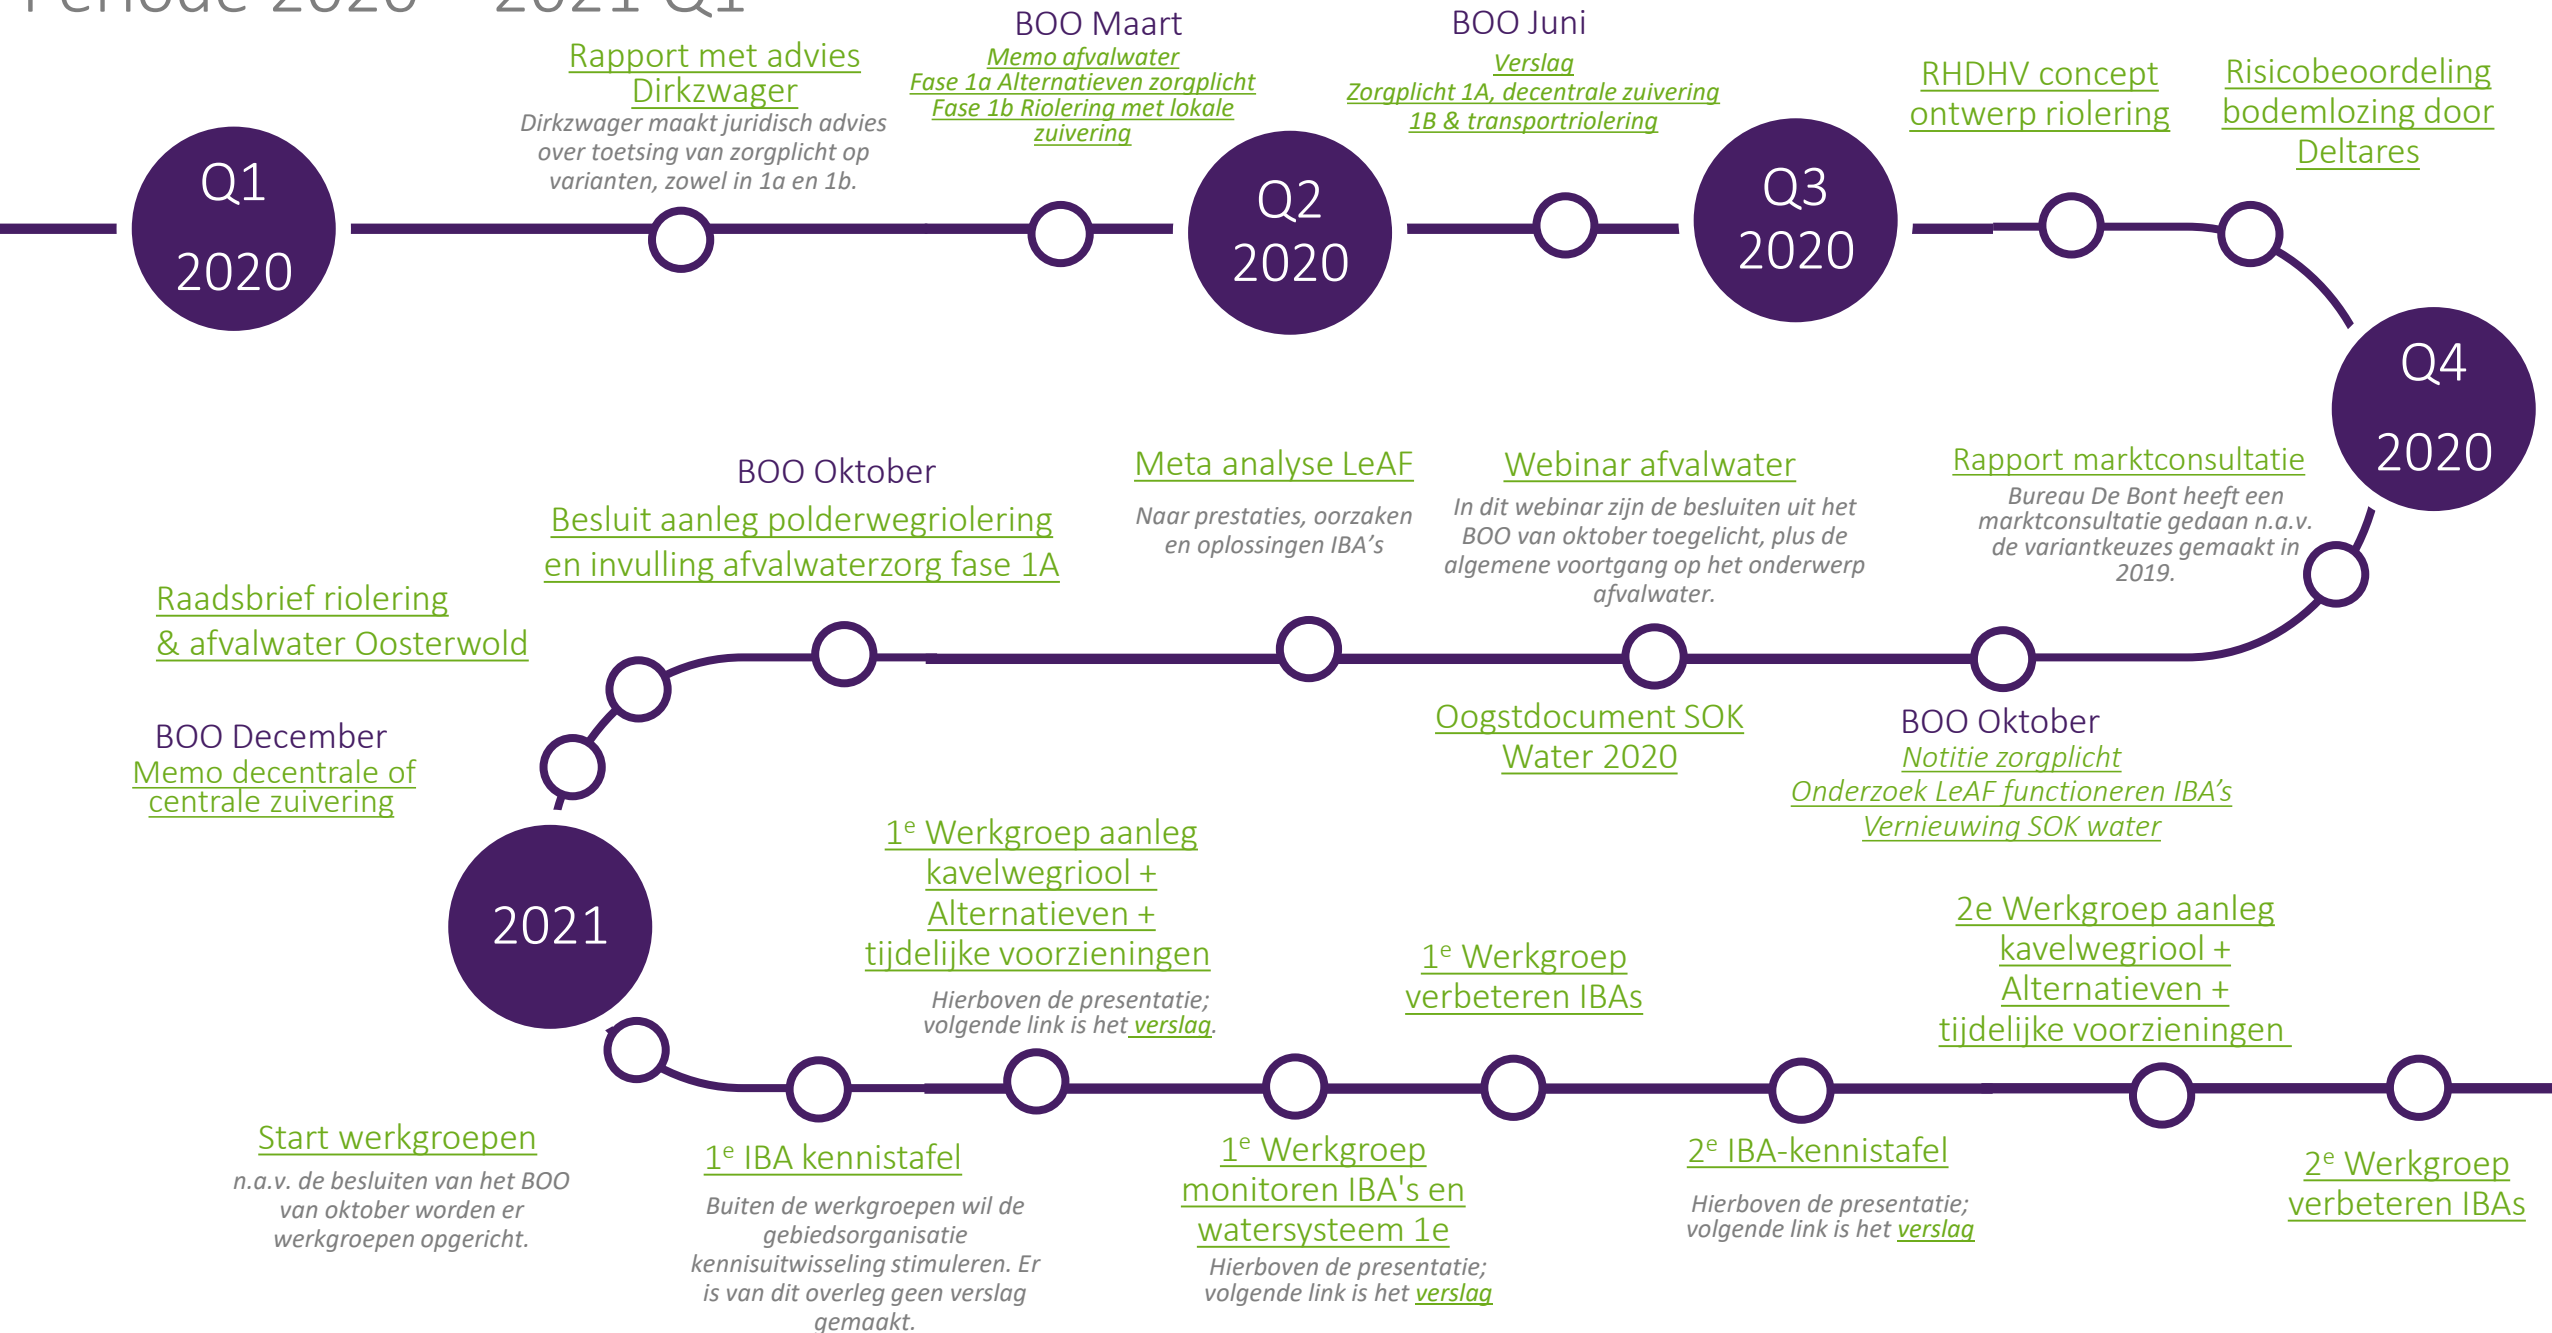 Periode 2020 – 2021 Q1
Q1
2020
Rapport met advies
Dirkzwager
Dirkzwager maakt juridisch advies
over toetsing van zorgplicht op
varianten, zowel in 1a en 1b.
BOO Maart
Memo afvalwater
Fase 1a Alternatieven zorgplicht
Fase 1b Riolering met lokale
zuivering
Q2
2020
BOO Juni
Verslag
Zorgplicht 1A, decentrale zuivering
1B & transportriolering
Q3
2020
RHDHV concept
ontwerp riolering
Risicobeoordeling
bodemlozing door
Deltares
Q4
2020
Rapport marktconsultatie
Bureau De Bont heeft een
marktconsultatie gedaan n.a.v.
de variantkeuzes gemaakt in
2019.
BOO Oktober
Notitie zorgplicht
Onderzoek LeAF functioneren IBA’s
Vernieuwing SOK water
Webinar afvalwater
In dit webinar zijn de besluiten uit het
BOO van oktober toegelicht, plus de
algemene voortgang op het onderwerp
afvalwater.
Oogstdocument SOK
Water 2020
Meta analyse LeAF
Naar prestaties, oorzaken
en oplossingen IBA’s
BOO Oktober
Besluit aanleg polderwegriolering
en invulling afvalwaterzorg fase 1A
Raadsbrief riolering
& afvalwater Oosterwold
BOO December
Memo decentrale of
centrale zuivering
2021
Start werkgroepen
n.a.v. de besluiten van het BOO
van oktober worden er
werkgroepen opgericht.
1e IBA kennistafel
Buiten de werkgroepen wil de
gebiedsorganisatie
kennisuitwisseling stimuleren. Er
is van dit overleg geen verslag
gemaakt.
1e Werkgroep aanleg
kavelwegriool +
Alternatieven +
tijdelijke voorzieningen
Hierboven de presentatie;
volgende link is het verslag.
1e Werkgroep
monitoren IBA's en
watersysteem 1e
Hierboven de presentatie;
volgende link is het verslag
1e Werkgroep
verbeteren IBAs
2e IBA-kennistafel
Hierboven de presentatie;
volgende link is het verslag
2e Werkgroep aanleg
kavelwegriool +
Alternatieven +
tijdelijke voorzieningen
2e Werkgroep
verbeteren IBAs